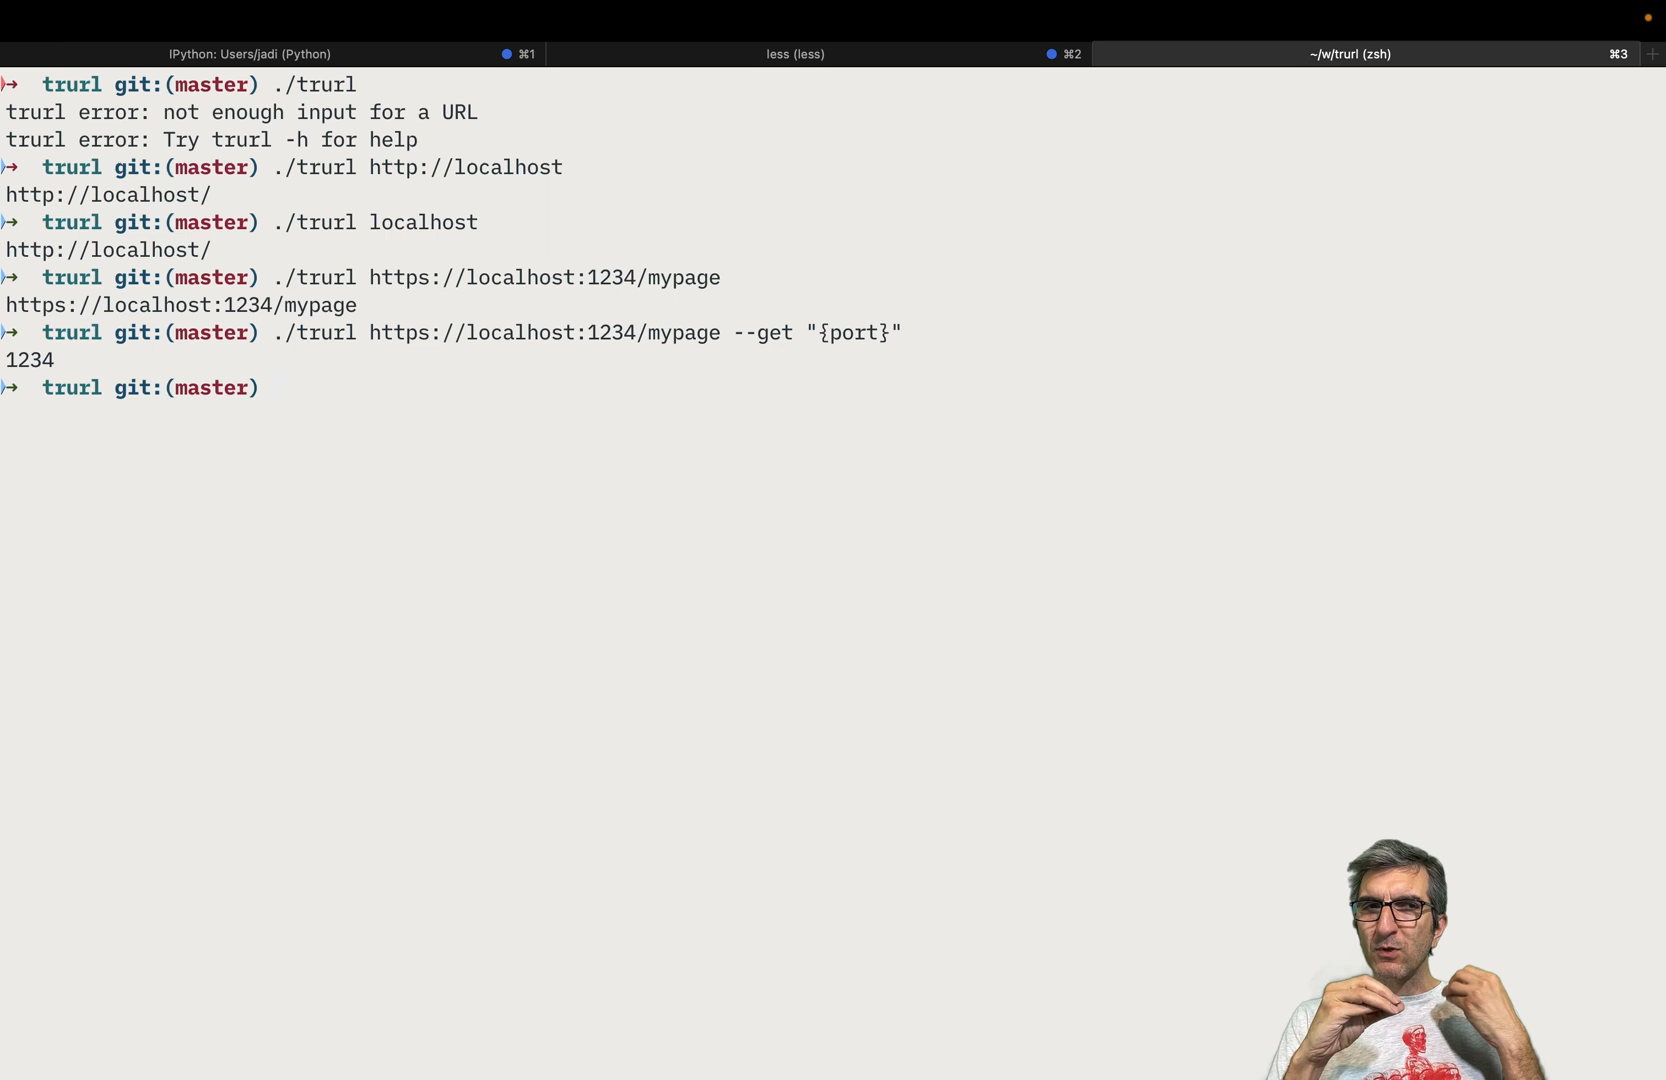 IPython: Users/jadi (Python) ⌘1 less (less) ⌘2 ~/w/trurl (zsh) ⌘3 +
→ trurl git:(master) ./trurl
trurl error: not enough input for a URL
trurl error: Try trurl -h for help
→ trurl git:(master) ./trurl http://localhost
http://localhost/
→ trurl git:(master) ./trurl localhost
http://localhost/
→ trurl git:(master) ./trurl https://localhost:1234/mypage
https://localhost:1234/mypage
→ trurl git:(master) ./trurl https://localhost:1234/mypage --get "{port}"
1234
→ trurl git:(master)